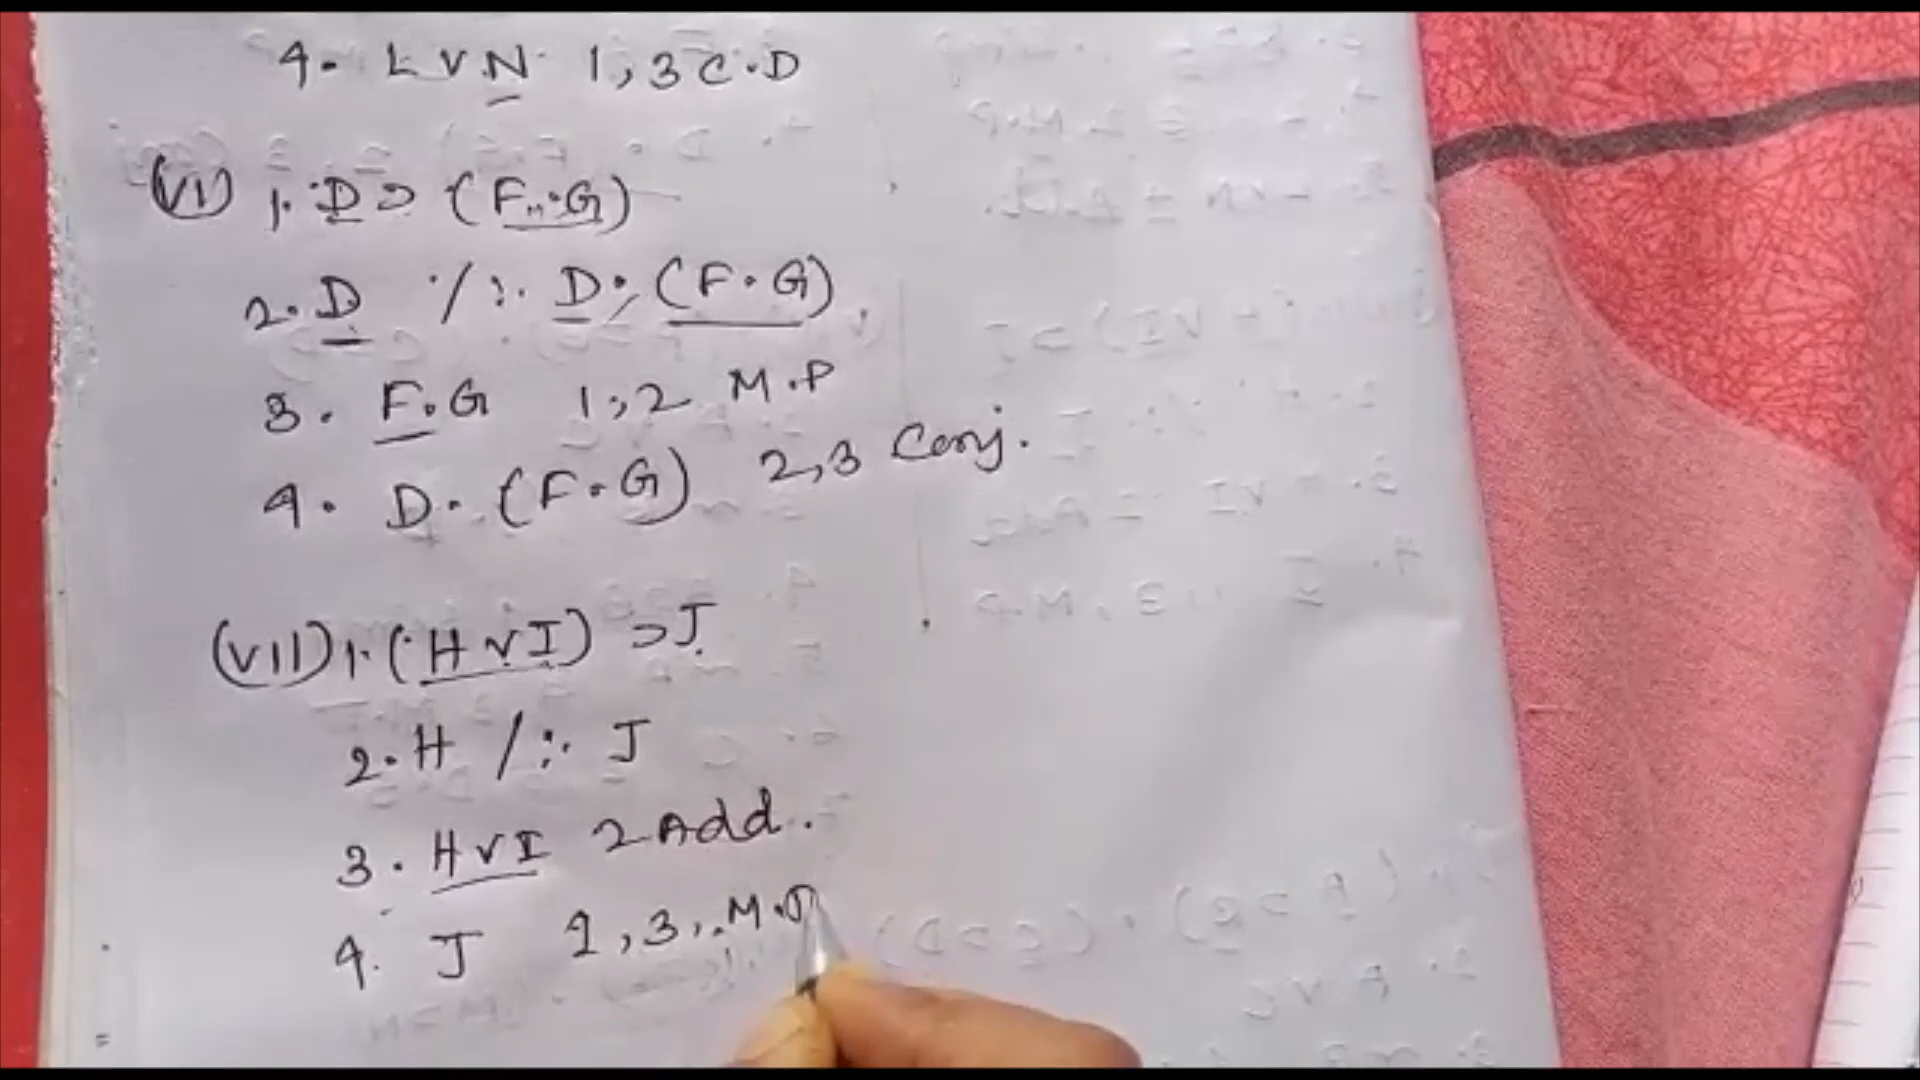 4. L V N 1,3 C.D
(VI) 1. D ⊃ (F.G)
2. D /∴ D.(F.G)
3. F.G 1,2 M.P
4. D.(F.G) 2,3 Conj.
(VII) 1. (H V I) ⊃ J
2. H /∴ J
3. H V I 2 Add.
4. J 1,3, M.P